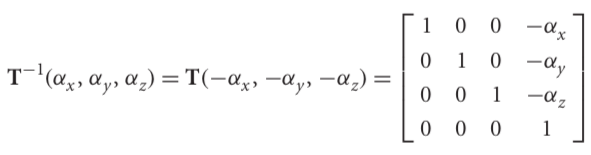 T⁻¹(αₓ, α_y, α_z) = T(−αₓ, −α_y, −α_z) =
1 0 0 −αₓ
0 1 0 −α_y
0 0 1 −α_z
0 0 0 1